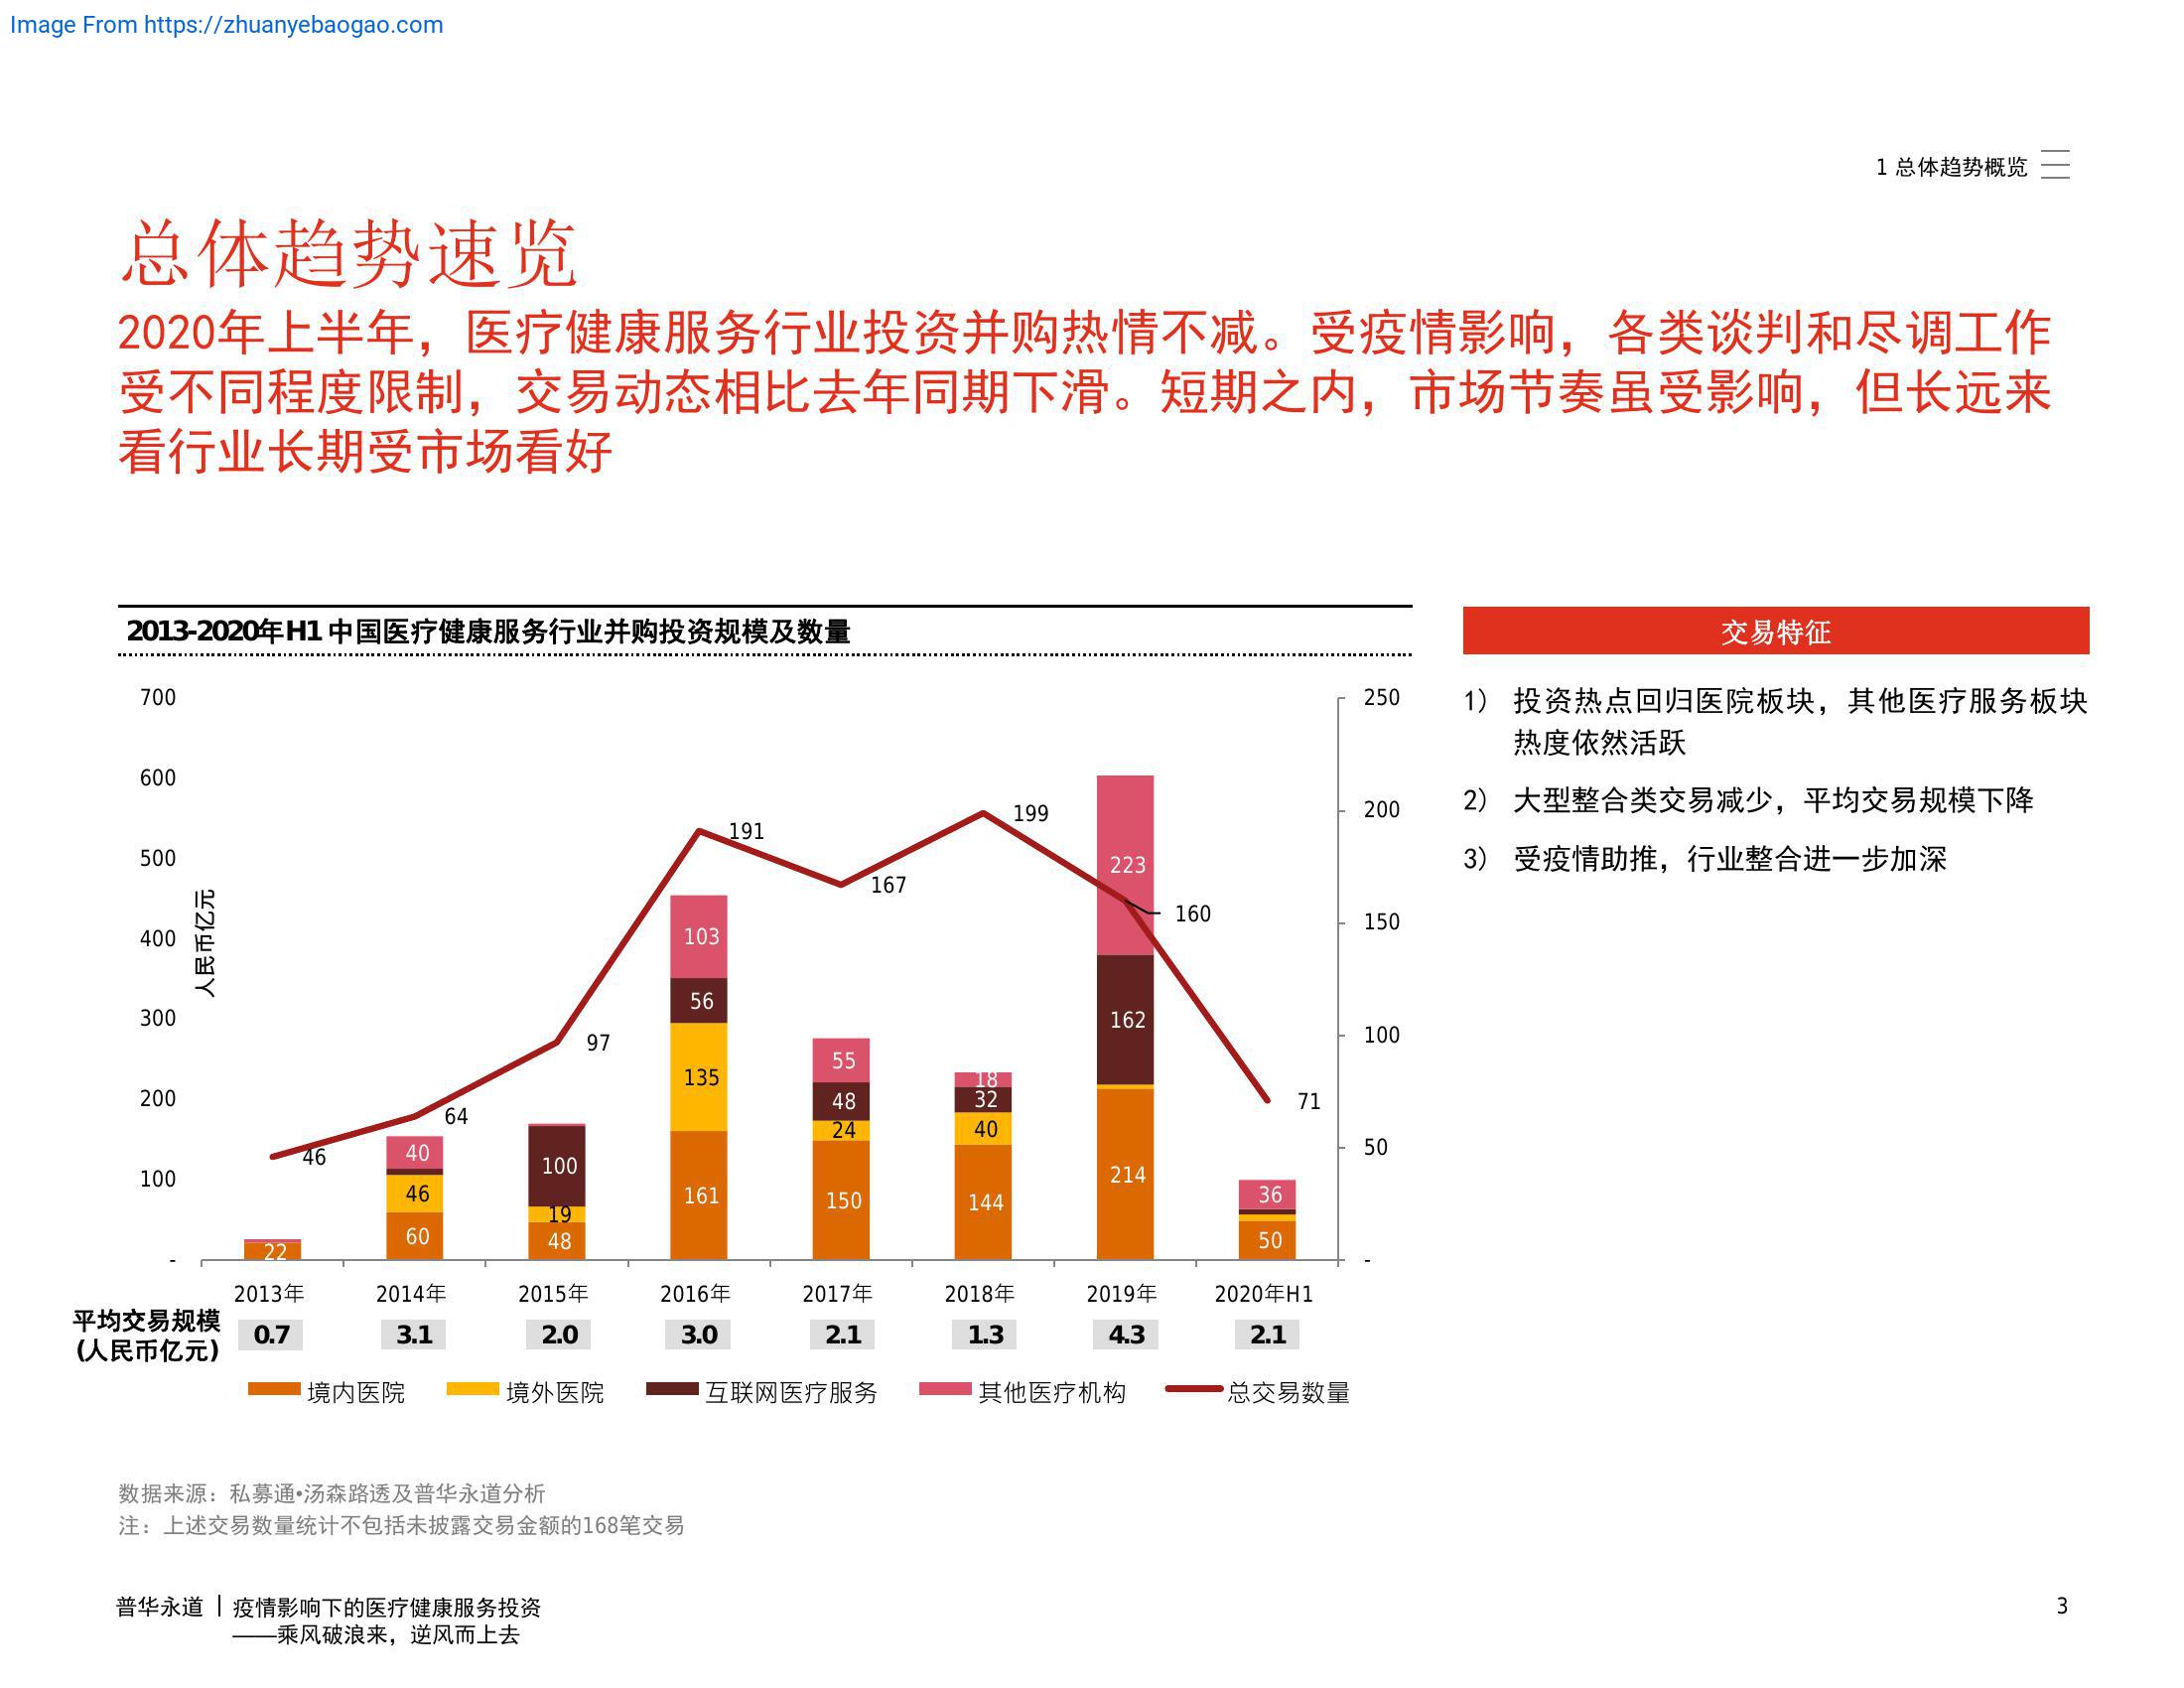 Image From https://zhuanyebaogao.com
1 总体趋势概览
总体趋势速览
2020年上半年，医疗健康服务行业投资并购热情不减。受疫情影响，各类谈判和尽调工作
受不同程度限制，交易动态相比去年同期下滑。短期之内，市场节奏虽受影响，但长远来
看行业长期受市场看好
2013-2020年H1 中国医疗健康服务行业并购投资规模及数量
700
600
500
400
300
200
100
-
人民币亿元
250
200
150
100
50
-
46
64
97
191
167
199
160
71
22
40
46
60
100
19
48
103
56
135
161
55
48
24
150
18
32
40
144
223
162
214
36
50
2013年 2014年 2015年 2016年 2017年 2018年 2019年 2020年H1
平均交易规模
(人民币亿元)
0.7 3.1 2.0 3.0 2.1 1.3 4.3 2.1
境内医院 境外医院 互联网医疗服务 其他医疗机构 总交易数量
交易特征
1） 投资热点回归医院板块，其他医疗服务板块
热度依然活跃
2） 大型整合类交易减少，平均交易规模下降
3） 受疫情助推，行业整合进一步加深
数据来源：私募通•汤森路透及普华永道分析
注：上述交易数量统计不包括未披露交易金额的168笔交易
普华永道 | 疫情影响下的医疗健康服务投资
——乘风破浪来，逆风而上去
3